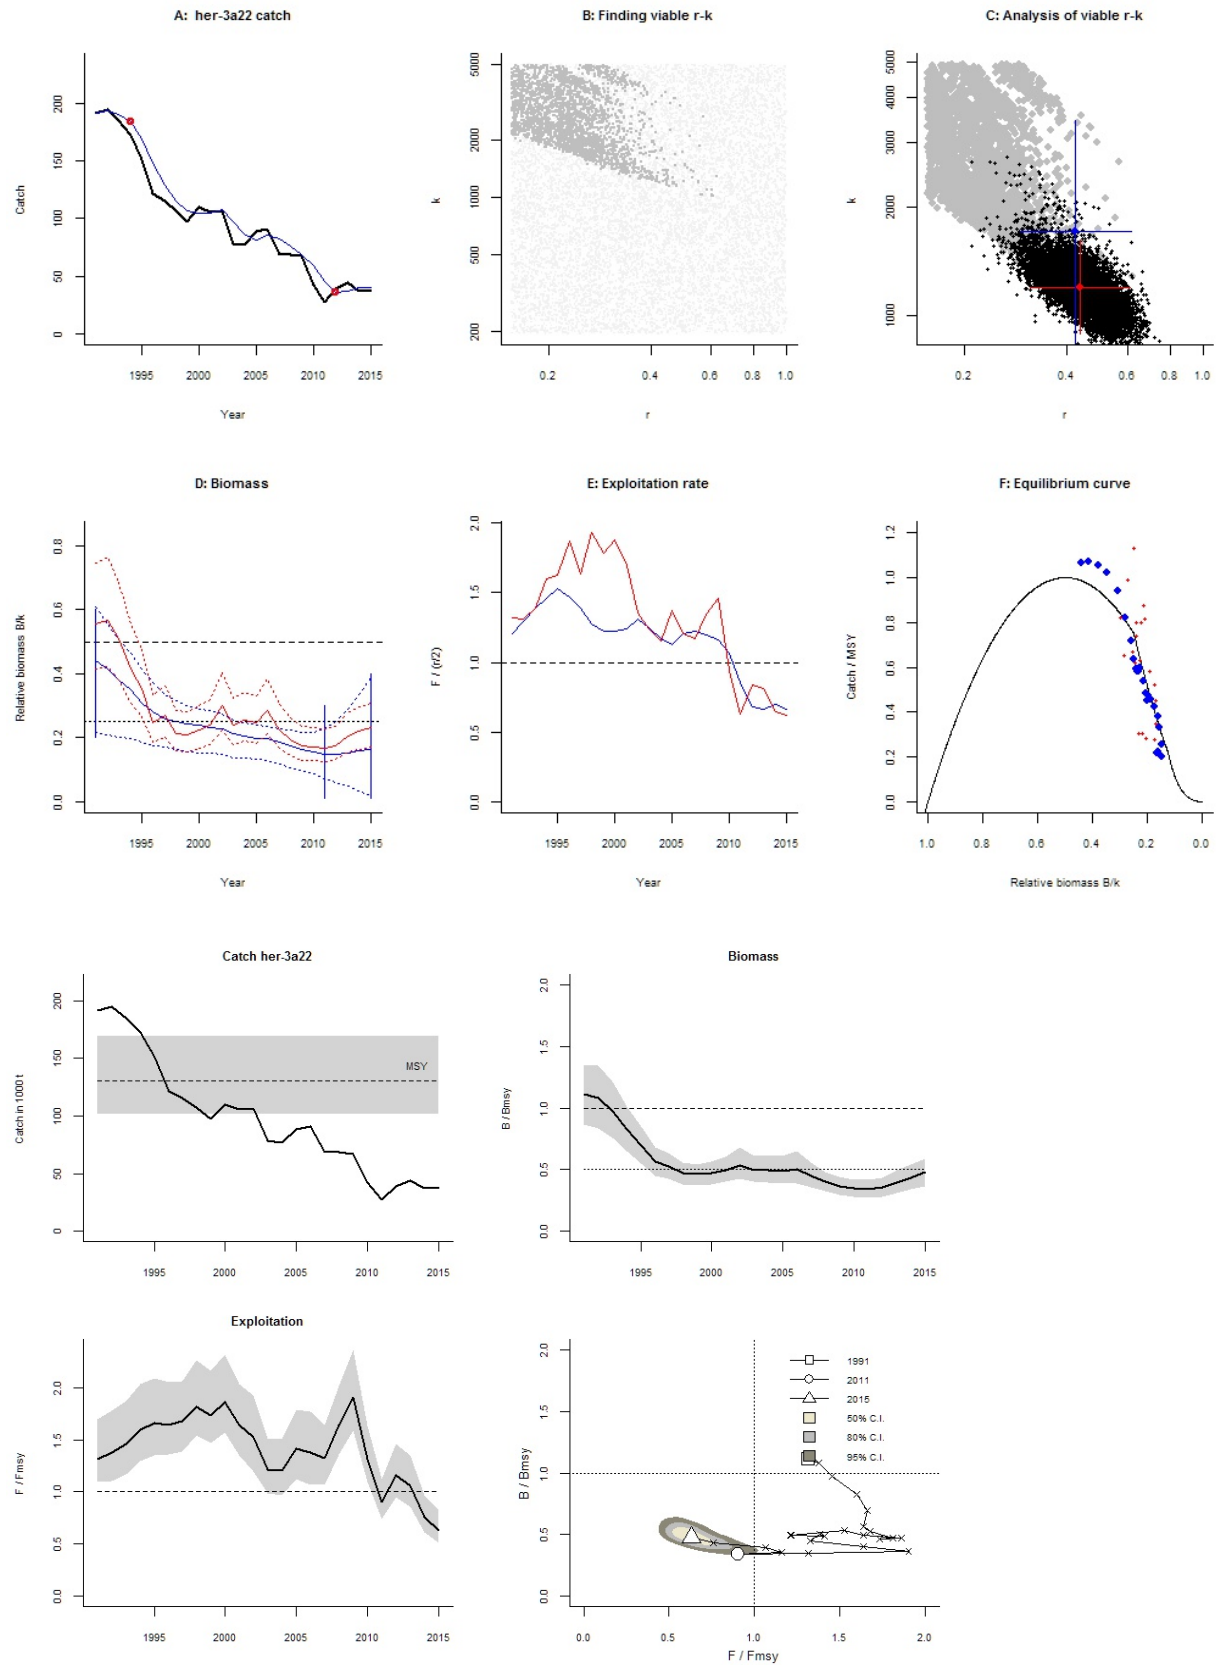 A: her-3a22 catch
Catch
200
150
100
50
0
1995 2000 2005 2010 2015
Year
B: Finding viable r-k
k
5000
2000
1000
500
200
0.2 0.4 0.6 0.8 1.0
r
C: Analysis of viable r-k
k
5000
4000
3000
2000
1000
0.2 0.4 0.6 0.8 1.0
r
D: Biomass
Relative biomass B/k
0.8
0.6
0.4
0.2
0.0
1995 2000 2005 2010 2015
Year
E: Exploitation rate
F / (r/2)
2.0
1.5
1.0
0.5
0.0
1995 2000 2005 2010 2015
Year
F: Equilibrium curve
Catch / MSY
1.2
1.0
0.8
0.6
0.4
0.2
0.0
1.0 0.8 0.6 0.4 0.2 0.0
Relative biomass B/k
Catch her-3a22
Catch in 1000 t
200
150
100
50
0
MSY
1995 2000 2005 2010 2015
Biomass
B / Bmsy
2.0
1.5
1.0
0.5
0.0
1995 2000 2005 2010 2015
Exploitation
F / Fmsy
2.0
1.5
1.0
0.5
0.0
1995 2000 2005 2010 2015
B / Bmsy
2.0
1.5
1.0
0.5
0.0
1991
2011
2015
50% C.I.
80% C.I.
95% C.I.
0.0 0.5 1.0 1.5 2.0
F / Fmsy